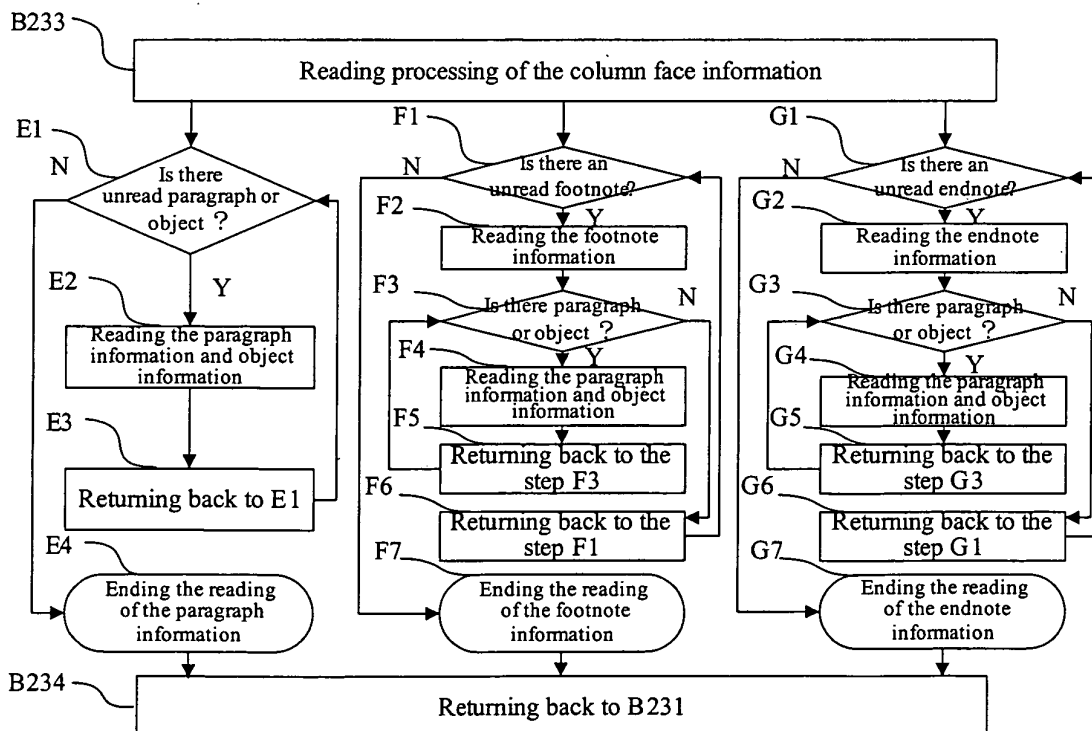 B233
Reading processing of the column face information
E1
N
Is there
unread paragraph or
object ?
E2
Y
Reading the paragraph
information and object
information
E3
Returning back to E1
E4
Ending the reading
of the paragraph
information
F1
N
Is there an
unread footnote?
F2
Y
Reading the footnote
information
F3
N
Is there paragraph
or object ?
F4
Y
Reading the paragraph
information and object
information
F5
Returning back to the
step F3
F6
Returning back to the
step F1
F7
Ending the reading
of the footnote
information
G1
N
Is there an
unread endnote?
G2
Y
Reading the endnote
information
G3
N
Is there paragraph
or object ?
G4
Y
Reading the paragraph
information and object
information
G5
Returning back to the
step G3
G6
Returning back to the
step G1
G7
Ending the reading
of the endnote
information
B234
Returning back to B231